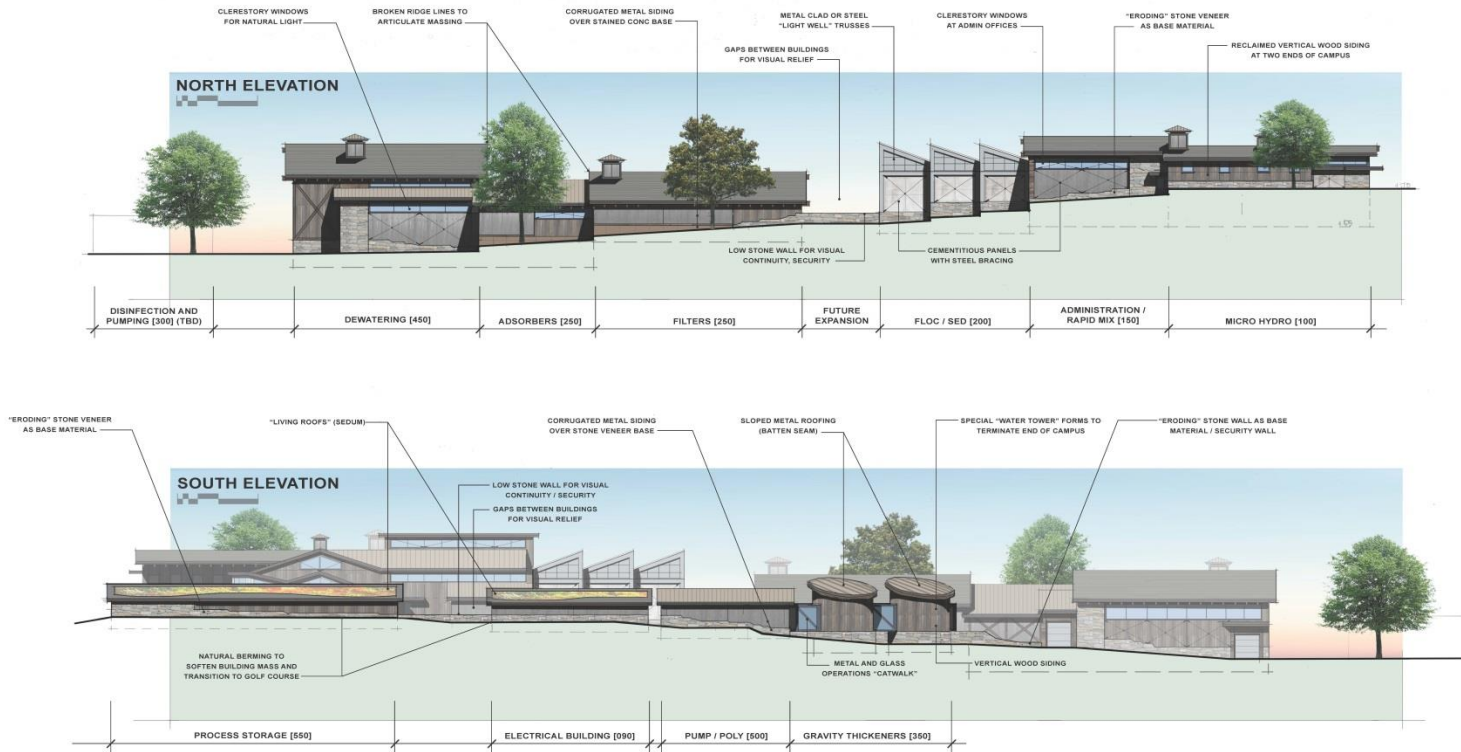 CLERESTORY WINDOWS
FOR NATURAL LIGHT
BROKEN RIDGE LINES TO
ARTICULATE MASSING
CORRUGATED METAL SIDING
OVER STAINED CONC BASE
METAL CLAD OR STEEL
"LIGHT WELL" TRUSSES
CLERESTORY WINDOWS
AT ADMIN OFFICES
"ERODING" STONE VENEER
AS BASE MATERIAL
GAPS BETWEEN BUILDINGS
FOR VISUAL RELIEF
RECLAIMED VERTICAL WOOD SIDING
AT TWO ENDS OF CAMPUS
NORTH ELEVATION
LOW STONE WALL FOR VISUAL
CONTINUITY, SECURITY
CEMENTITIOUS PANELS
WITH STEEL BRACING
DISINFECTION AND
PUMPING [300] (TBD)
DEWATERING [450]
ADSORBERS [250]
FILTERS [250]
FUTURE
EXPANSION
FLOC / SED [200]
ADMINISTRATION /
RAPID MIX [150]
MICRO HYDRO [100]
"ERODING" STONE VENEER
AS BASE MATERIAL
"LIVING ROOFS" (SEDUM)
CORRUGATED METAL SIDING
OVER STONE VENEER BASE
SLOPED METAL ROOFING
(BATTEN SEAM)
SPECIAL "WATER TOWER" FORMS TO
TERMINATE END OF CAMPUS
"ERODING" STONE WALL AS BASE
MATERIAL / SECURITY WALL
SOUTH ELEVATION
LOW STONE WALL FOR VISUAL
CONTINUITY / SECURITY
GAPS BETWEEN BUILDINGS
FOR VISUAL RELIEF
NATURAL BERMING TO
SOFTEN BUILDING MASS AND
TRANSITION TO GOLF COURSE
METAL AND GLASS
OPERATIONS "CATWALK"
VERTICAL WOOD SIDING
PROCESS STORAGE [550]
ELECTRICAL BUILDING [090]
PUMP / POLY [500]
GRAVITY THICKENERS [350]